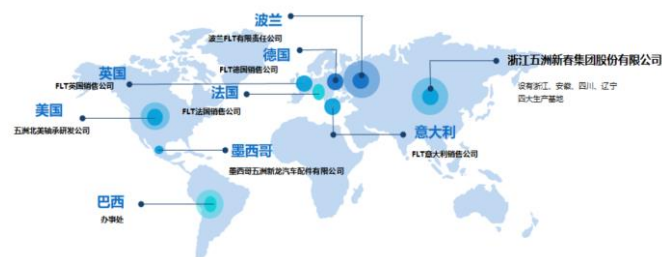 波兰
波兰FLT有限责任公司
德国
FLT德国销售公司
浙江五洲新春集团股份有限公司
设有浙江、安徽、四川、辽宁
四大生产基地
英国
FLT英国销售公司
法国
FLT法国销售公司
美国
五洲北美轴承研发公司
意大利
FLT意大利销售公司
墨西哥
墨西哥五洲新龙汽车配件有限公司
巴西
办事处